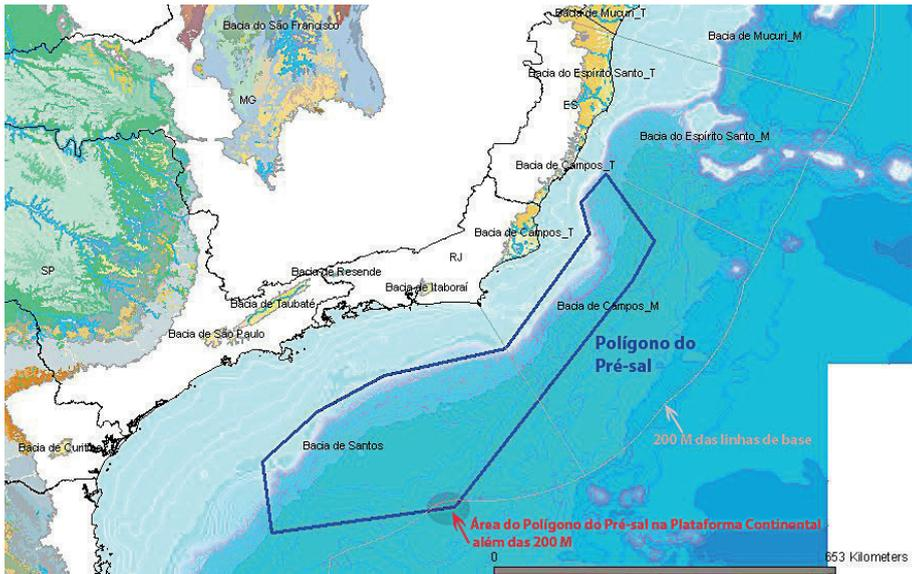 Bacia de Mucuri_T
Bacia do São Francisco
Bacia de Mucuri_M
Bacia do Espírito Santo_T
MG
ES
Bacia do Espírito Santo_M
Bacia de Campos_T
Bacia de Campos_T
RJ
SP
Bacia de Resende
Bacia de Itaboraí
Bacia de Taubaté
Bacia de Campos_M
Bacia de São Paulo
Polígono do
Pré-sal
200 M das linhas de base
Bacia de Santos
Bacia de Curitiba
Área do Polígono do Pré-sal na Plataforma Continental
além das 200 M
0
653 Kilometers